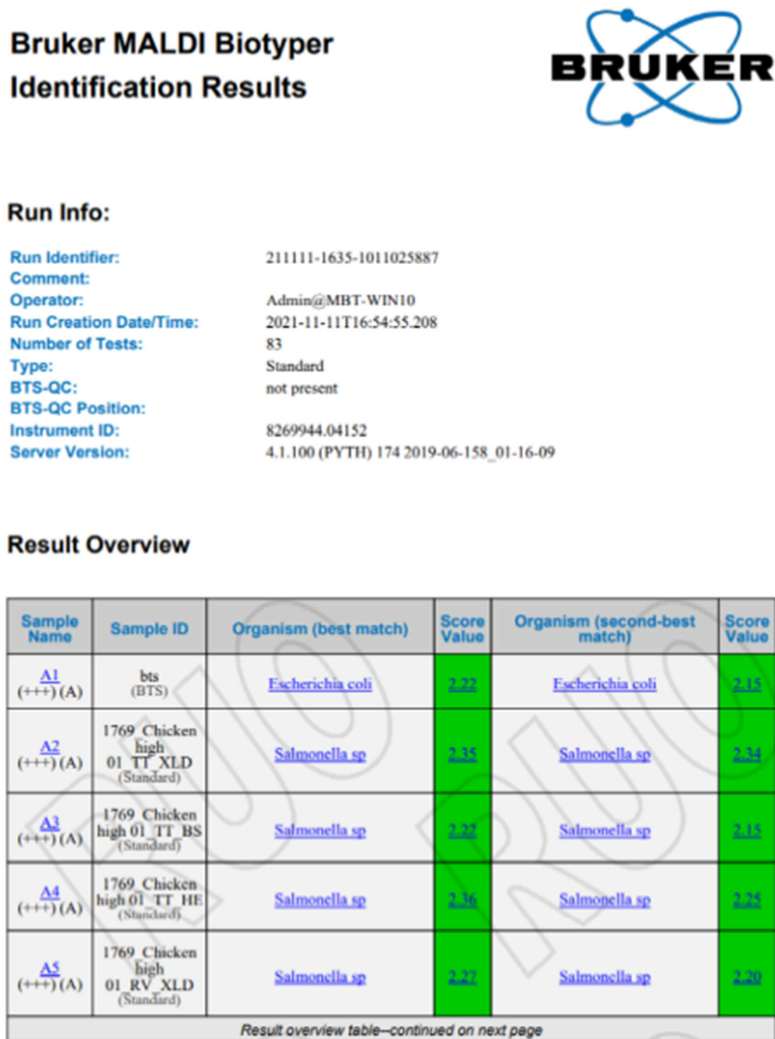 Bruker MALDI Biotyper
Identification Results
BRUKER
Run Info:
Run Identifier: 211111-1635-1011025887
Comment:
Operator: Admin@MBT-WIN10
Run Creation Date/Time: 2021-11-11T16:54:55.208
Number of Tests: 83
Type: Standard
BTS-QC: not present
BTS-QC Position:
Instrument ID: 8269944.04152
Server Version: 4.1.100 (PYTH) 174 2019-06-158_01-16-09
Result Overview
Sample Name Sample ID Organism (best match) Score Value Organism (second-best match) Score Value
A1 (+++) (A) bts (BTS) Escherichia coli 2.22 Escherichia coli 2.15
A2 (+++) (A) 1769_Chicken high 01_TT_XLD (Standard) Salmonella sp 2.35 Salmonella sp 2.34
A3 (+++) (A) 1769_Chicken high 01_TT_BS (Standard) Salmonella sp 2.22 Salmonella sp 2.15
A4 (+++) (A) 1769_Chicken high 01_TT_HE (Standard) Salmonella sp 2.36 Salmonella sp 2.25
A5 (+++) (A) 1769_Chicken high 01_RV_XLD (Standard) Salmonella sp 2.27 Salmonella sp 2.20
Result overview table--continued on next page
RUO
RUO